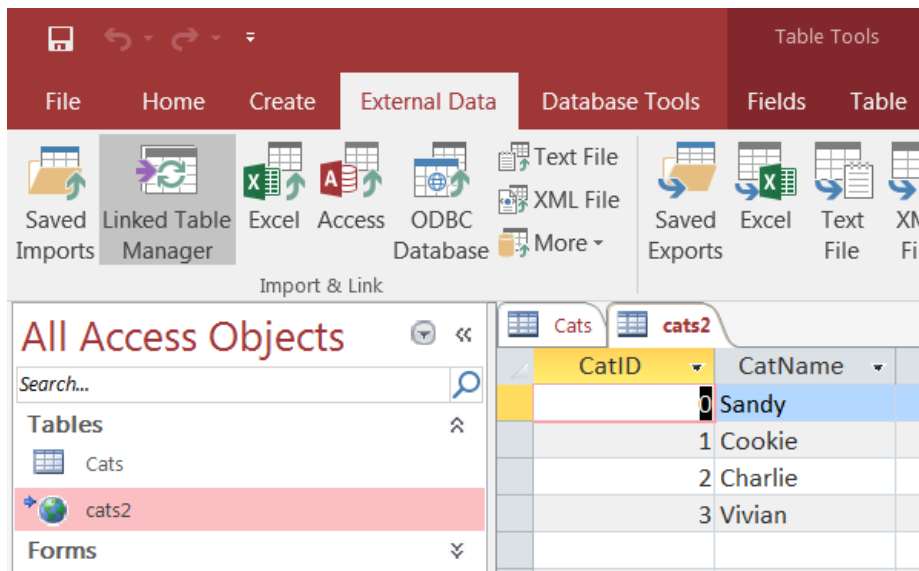 Table Tools
File Home Create External Data Database Tools Fields Table
Saved Imports
Linked Table Manager
Excel
Access
ODBC Database
Text File
XML File
More
Saved Exports
Excel
Text File
Import & Link
All Access Objects
Search...
Tables
Cats
cats2
Forms
Cats cats2
CatID CatName
0 Sandy
1 Cookie
2 Charlie
3 Vivian